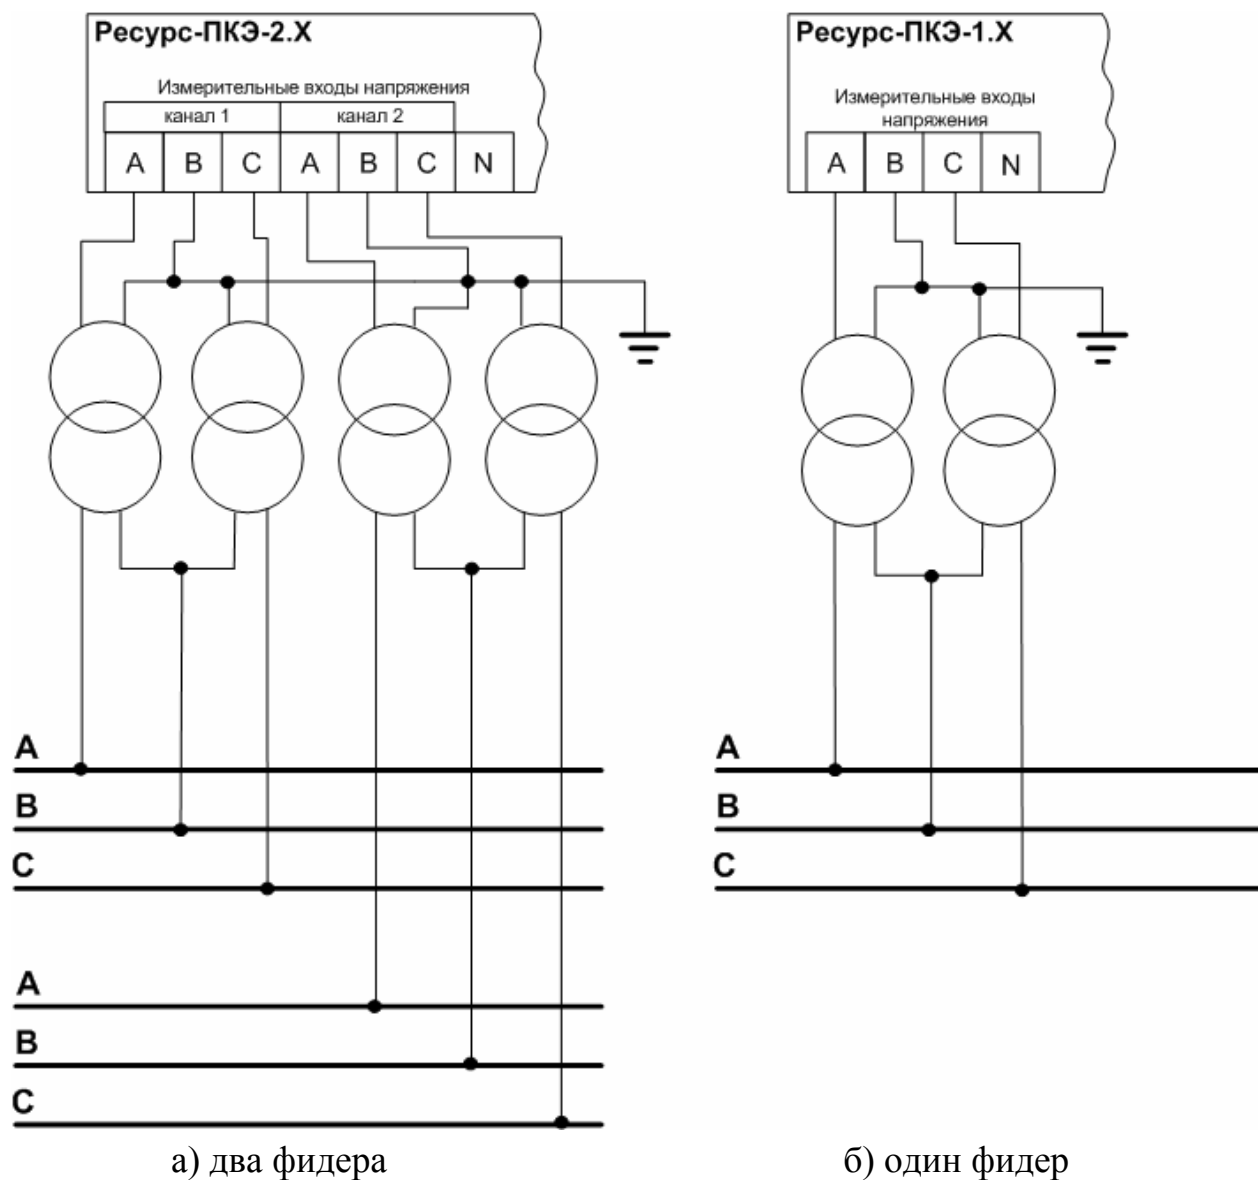 Ресурс-ПКЭ-2.Х
Измерительные входы напряжения
канал 1 канал 2
A B C A B C N
A
B
C
A
B
C
а) два фидера
Ресурс-ПКЭ-1.Х
Измерительные входы
напряжения
A B C N
A
B
C
б) один фидер